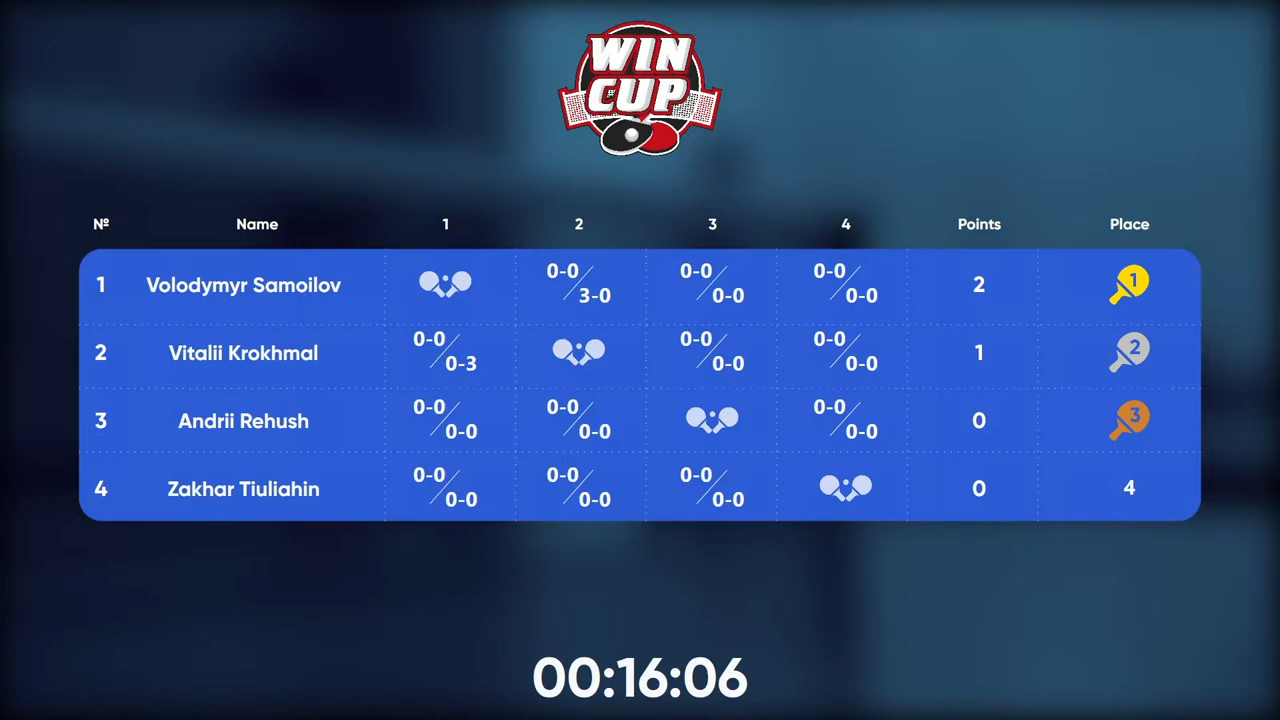 WIN
CUP
№ Name 1 2 3 4 Points Place
1 Volodymyr Samoilov 0-0/3-0 0-0/0-0 0-0/0-0 2 1
2 Vitalii Krokhmal 0-0/0-3 0-0/0-0 0-0/0-0 1 2
3 Andrii Rehush 0-0/0-0 0-0/0-0 0-0/0-0 0 3
4 Zakhar Tiuliahin 0-0/0-0 0-0/0-0 0-0/0-0 0 4
00:16:06